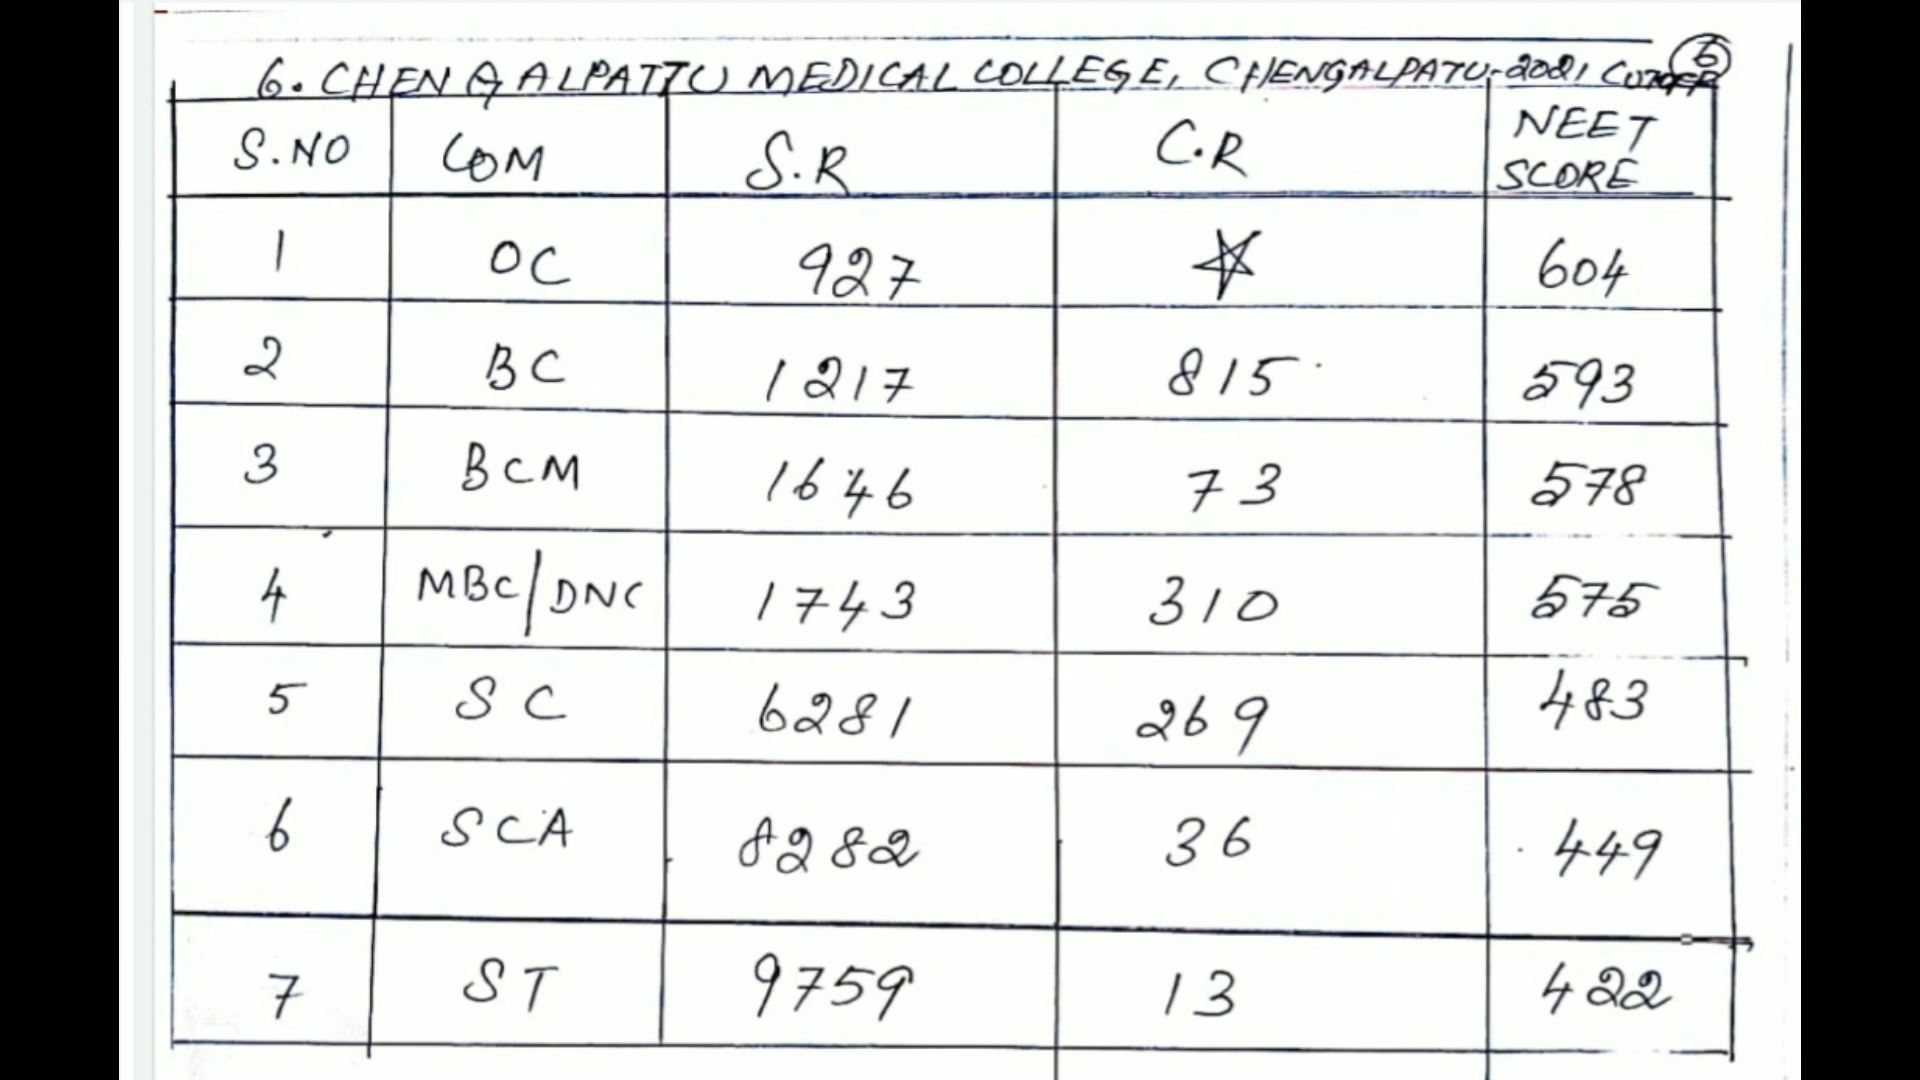 6
6. CHENGALPATTU MEDICAL COLLEGE, CHENGALPATU-2021 CUTOFF
S.NO COM S.R C.R NEET SCORE
1 OC 927 ☆ 604
2 BC 1217 815 593
3 BCM 1646 73 578
4 MBC/DNC 1743 310 575
5 SC 6281 269 483
6 SCA 8282 36 449
7 ST 9759 13 422